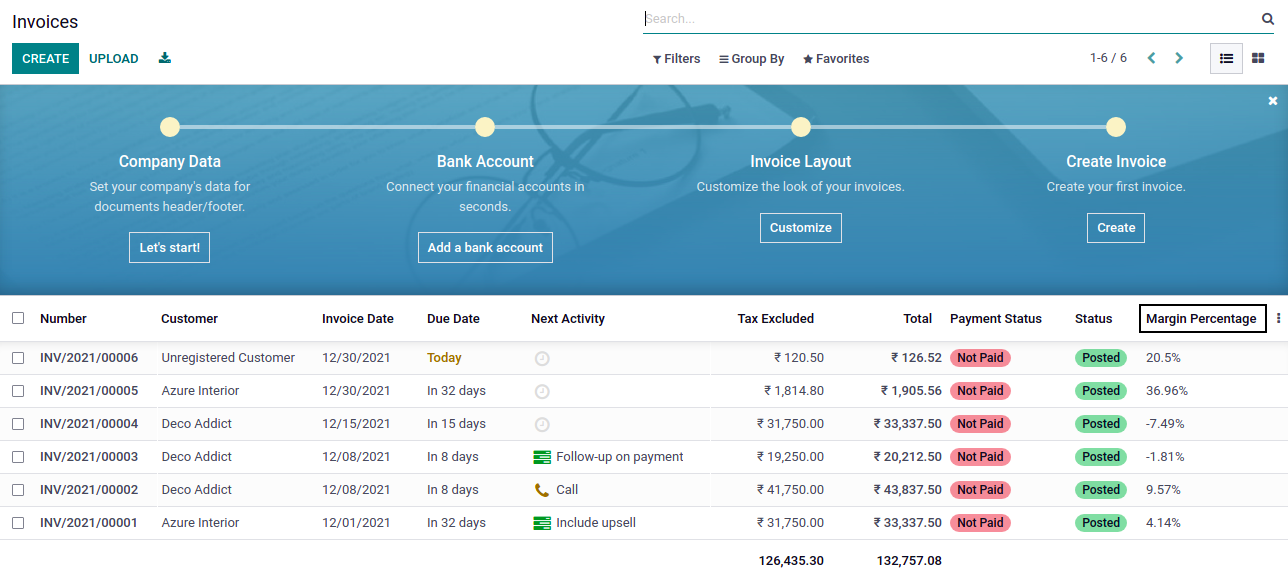 Invoices
Search...
CREATE UPLOAD
Filters Group By Favorites
1-6 / 6
Company Data
Set your company's data for
documents header/footer.
Let's start!
Bank Account
Connect your financial accounts in
seconds.
Add a bank account
Invoice Layout
Customize the look of your invoices.
Customize
Create Invoice
Create your first invoice.
Create
Number Customer Invoice Date Due Date Next Activity Tax Excluded Total Payment Status Status Margin Percentage
INV/2021/00006 Unregistered Customer 12/30/2021 Today ₹ 120.50 ₹ 126.52 Not Paid Posted 20.5%
INV/2021/00005 Azure Interior 12/30/2021 In 32 days ₹ 1,814.80 ₹ 1,905.56 Not Paid Posted 36.96%
INV/2021/00004 Deco Addict 12/15/2021 In 15 days ₹ 31,750.00 ₹ 33,337.50 Not Paid Posted -7.49%
INV/2021/00003 Deco Addict 12/08/2021 In 8 days Follow-up on payment ₹ 19,250.00 ₹ 20,212.50 Not Paid Posted -1.81%
INV/2021/00002 Deco Addict 12/08/2021 In 8 days Call ₹ 41,750.00 ₹ 43,837.50 Not Paid Posted 9.57%
INV/2021/00001 Azure Interior 12/01/2021 In 32 days Include upsell ₹ 31,750.00 ₹ 33,337.50 Not Paid Posted 4.14%
126,435.30 132,757.08